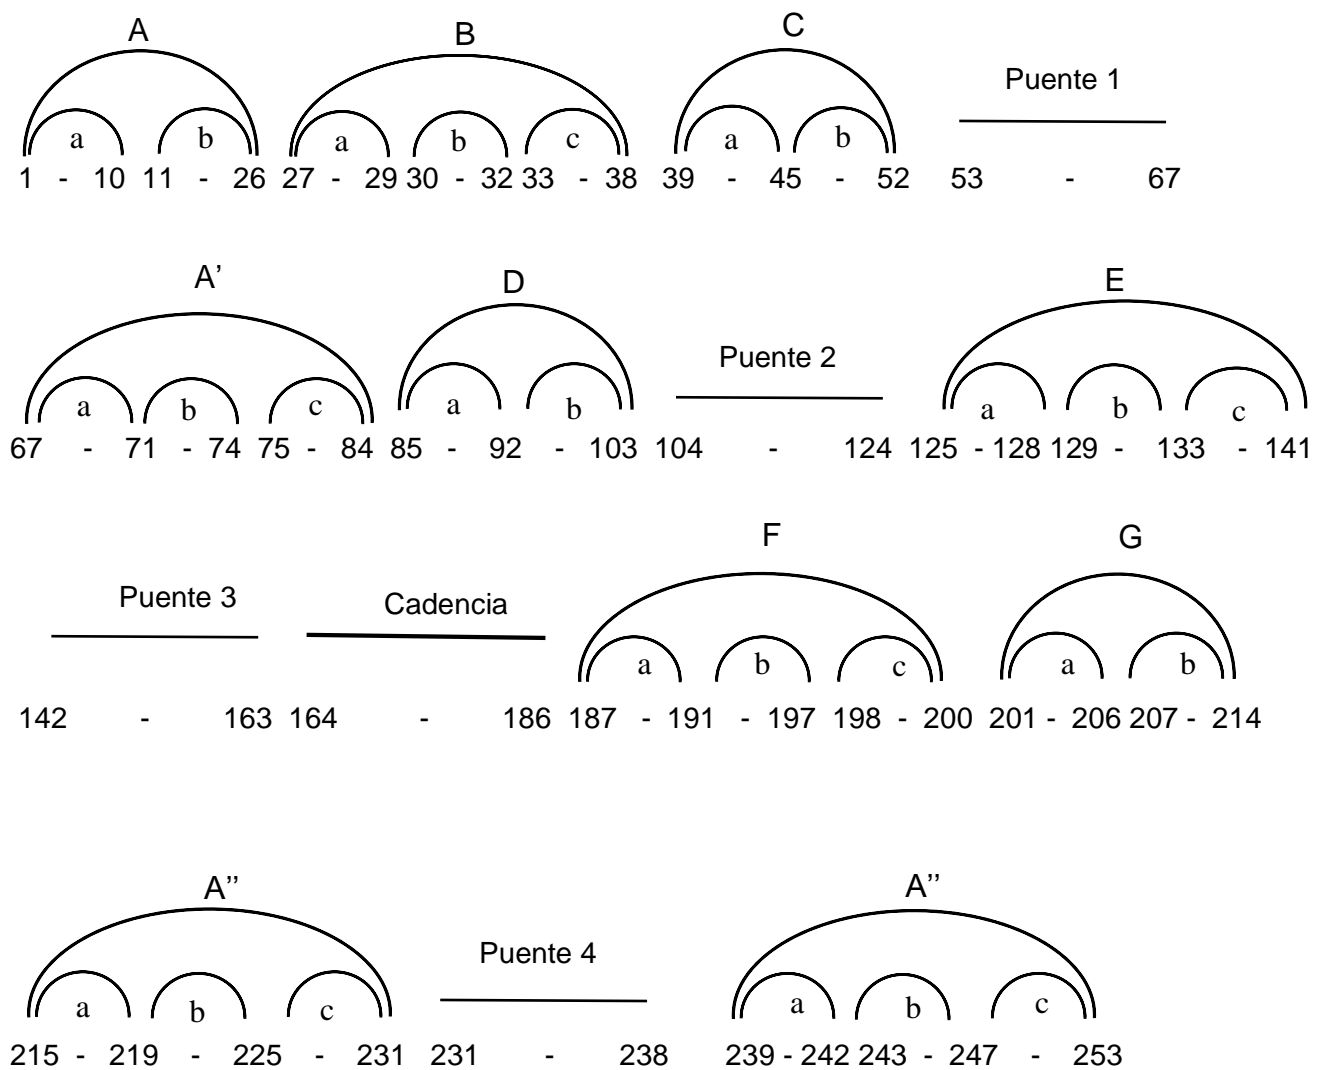 A B C
Puente 1
a b a b c a b
1 - 10 11 - 26 27 - 29 30 - 32 33 - 38 39 - 45 - 52 53 - 67
A’ D E
Puente 2
a b c a b a b c
67 - 71 - 74 75 - 84 85 - 92 - 103 104 - 124 125 - 128 129 - 133 - 141
F G
Puente 3 Cadencia
a b c a b
142 - 163 164 - 186 187 - 191 - 197 198 - 200 201 - 206 207 - 214
A’’ A’’
Puente 4
a b c a b c
215 - 219 - 225 - 231 231 - 238 239 - 242 243 - 247 - 253